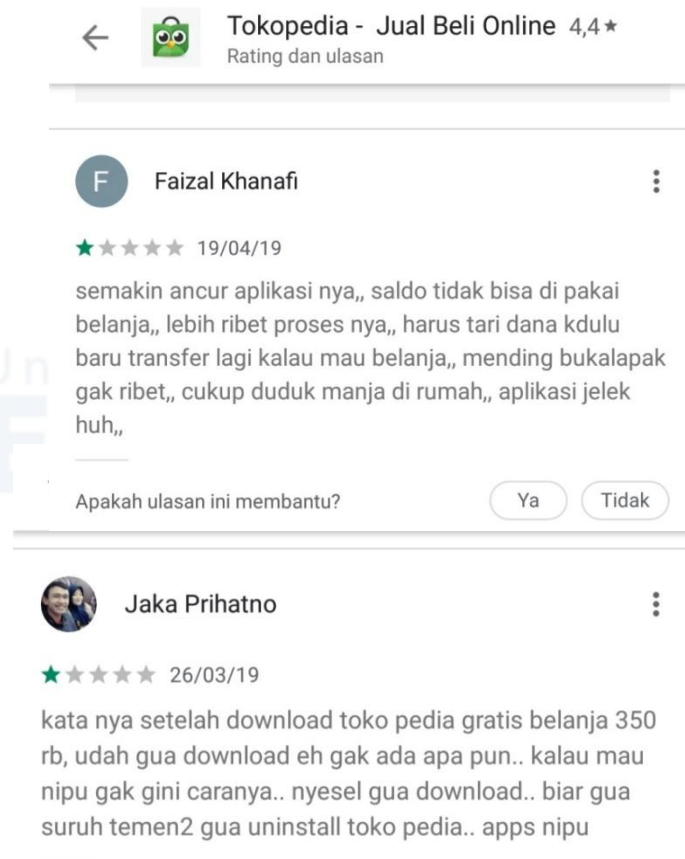 Tokopedia - Jual Beli Online 4,4★
Rating dan ulasan
F Faizal Khanafi
19/04/19
semakin ancur aplikasi nya,, saldo tidak bisa di pakai
belanja,, lebih ribet proses nya,, harus tari dana kdulu
baru transfer lagi kalau mau belanja,, mending bukalapak
gak ribet,, cukup duduk manja di rumah,, aplikasi jelek
huh,,
Apakah ulasan ini membantu? Ya Tidak
Jaka Prihatno
26/03/19
kata nya setelah download toko pedia gratis belanja 350
rb, udah gua download eh gak ada apa pun.. kalau mau
nipu gak gini caranya.. nyesel gua download.. biar gua
suruh temen2 gua uninstall toko pedia.. apps nipu